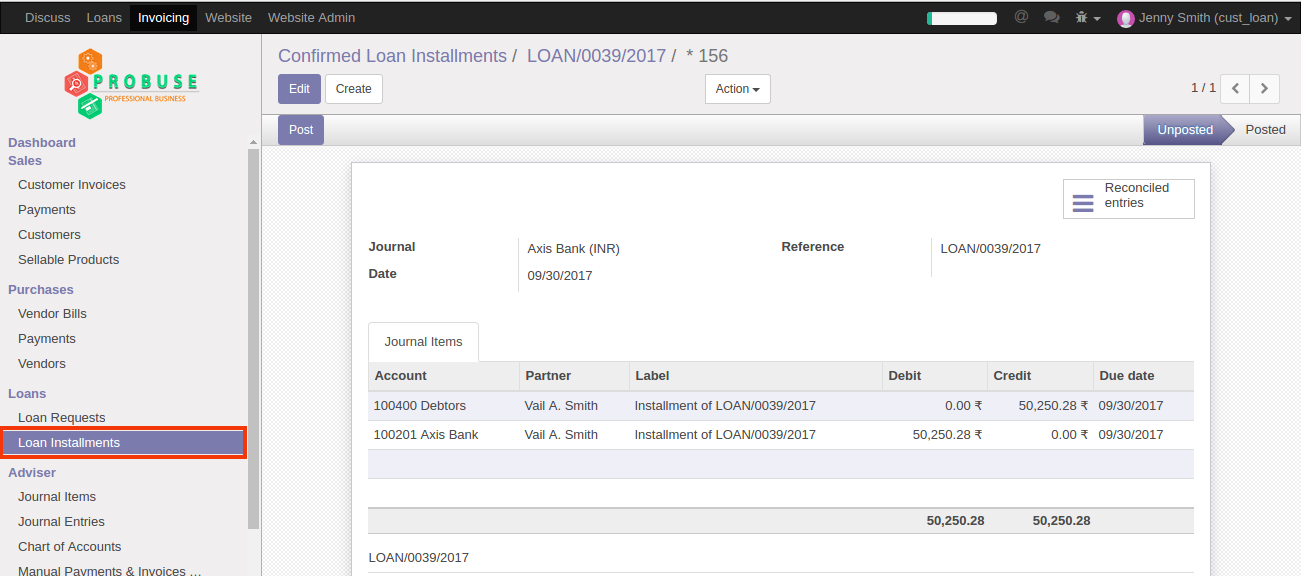 Discuss Loans Invoicing Website Website Admin @ Jenny Smith (cust_loan)
PROBUSE
PROFESSIONAL BUSINESS
Dashboard
Sales
Customer Invoices
Payments
Customers
Sellable Products
Purchases
Vendor Bills
Payments
Vendors
Loans
Loan Requests
Loan Installments
Adviser
Journal Items
Journal Entries
Chart of Accounts
Manual Payments & Invoices ...
Confirmed Loan Installments / LOAN/0039/2017 / * 156
Edit Create Action 1 / 1
Post Unposted Posted
Reconciled
entries
Journal Axis Bank (INR) Reference LOAN/0039/2017
Date 09/30/2017
Journal Items
Account Partner Label Debit Credit Due date
100400 Debtors Vail A. Smith Installment of LOAN/0039/2017 0.00 ₹ 50,250.28 ₹ 09/30/2017
100201 Axis Bank Vail A. Smith Installment of LOAN/0039/2017 50,250.28 ₹ 0.00 ₹ 09/30/2017
50,250.28 50,250.28
LOAN/0039/2017